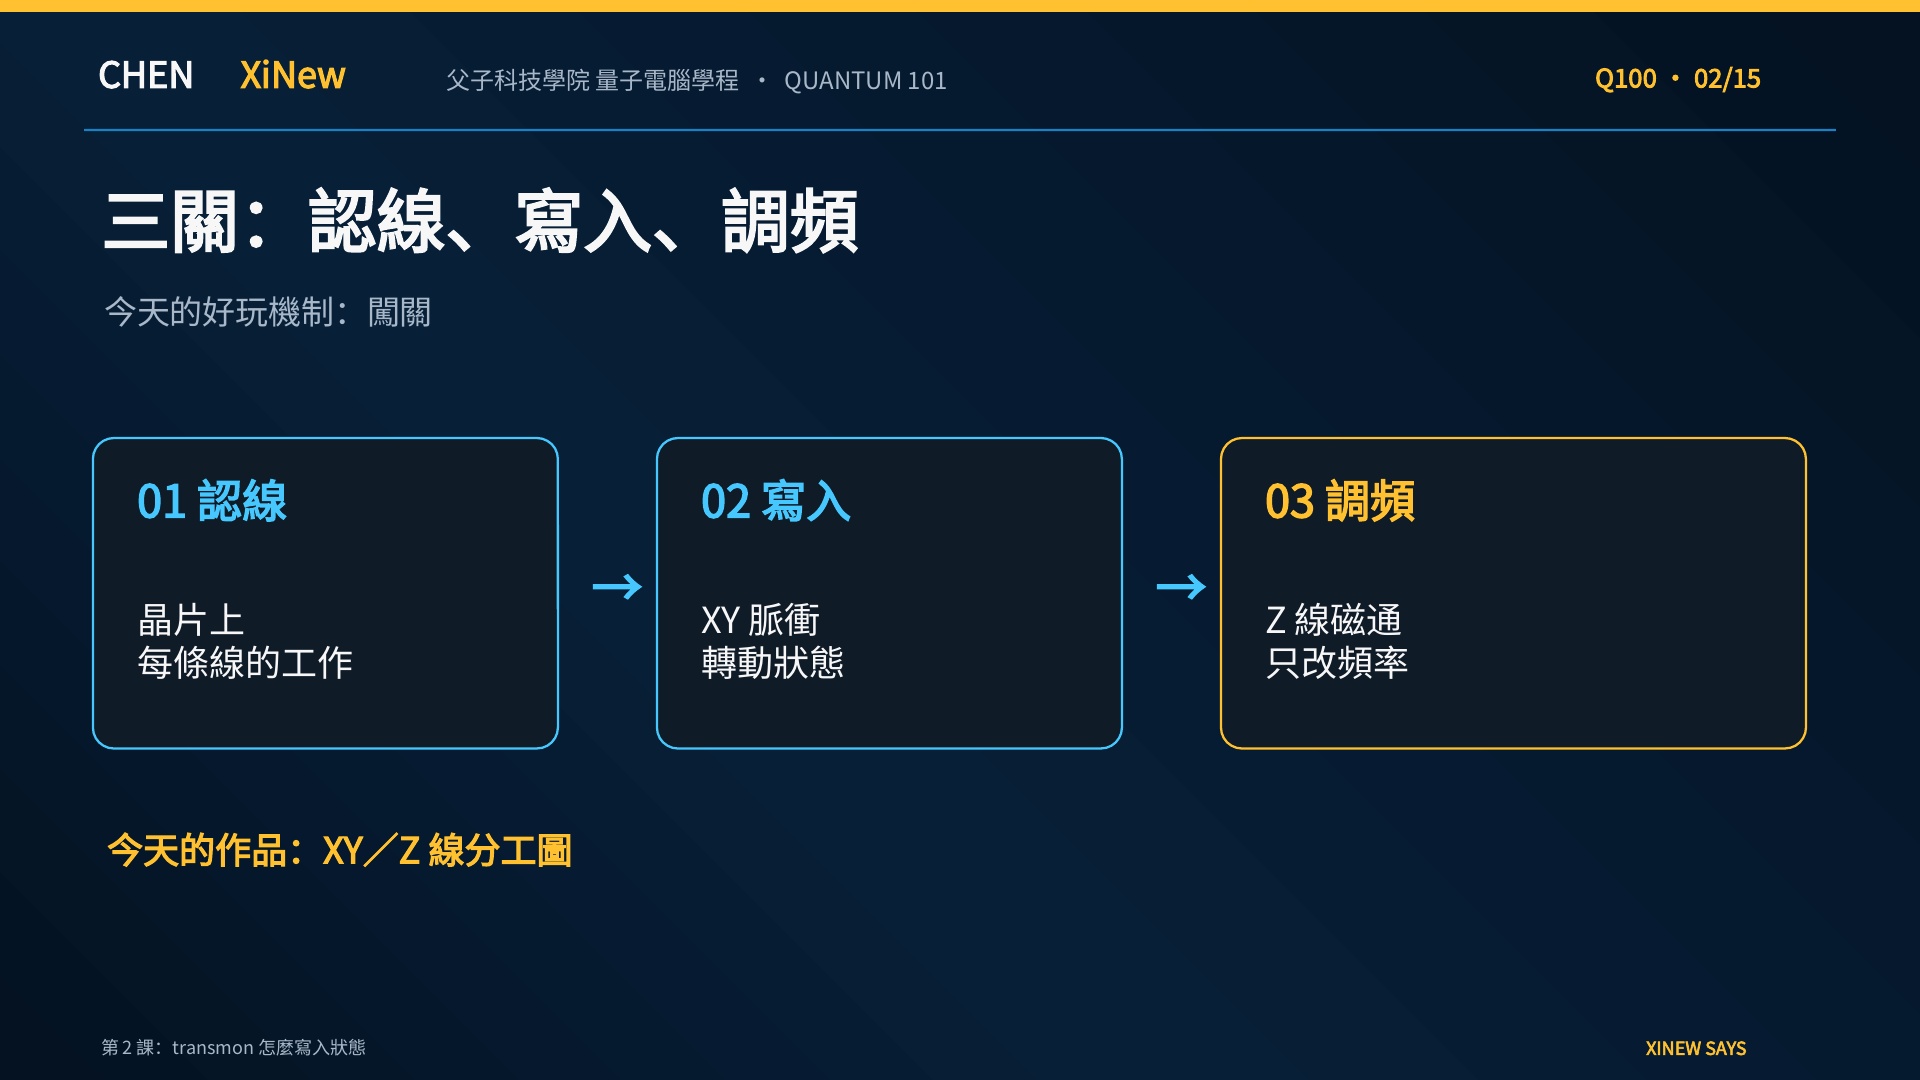 CHEN XiNew 父子科技學院 量子電腦學程 · QUANTUM 101 Q100 · 02/15
三關：認線、寫入、調頻
今天的好玩機制：闖關
01 認線
晶片上
每條線的工作
→
02 寫入
XY 脈衝
轉動狀態
→
03 調頻
Z 線磁通
只改頻率
今天的作品：XY／Z 線分工圖
第 2 課：transmon 怎麼寫入狀態
XINEW SAYS